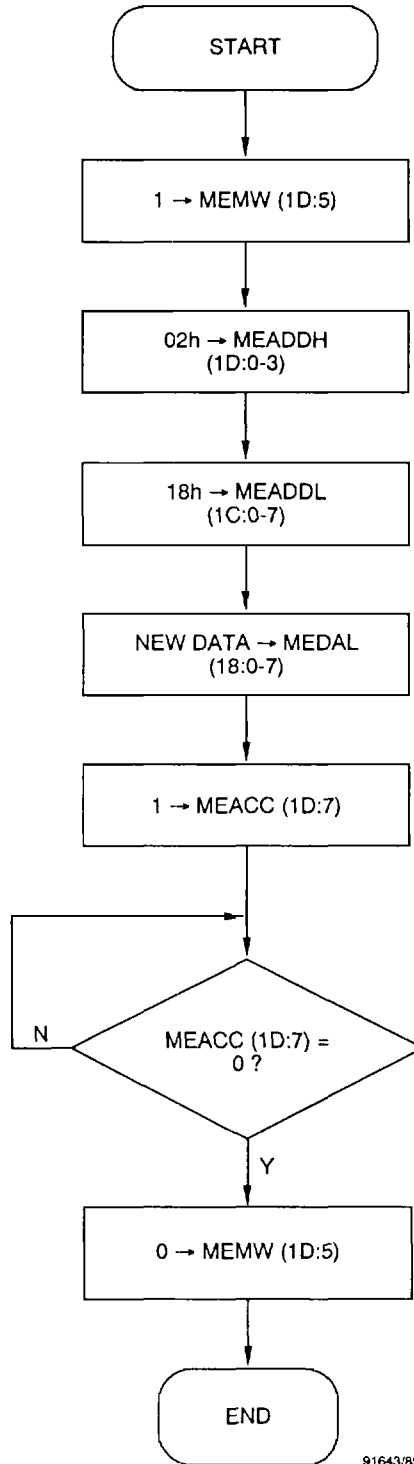 START
1 → MEMW (1D:5)
02h → MEADDH
(1D:0-3)
18h → MEADDL
(1C:0-7)
NEW DATA → MEDAL
(18:0-7)
1 → MEACC (1D:7)
N
MEACC (1D:7) =
0 ?
Y
0 → MEMW (1D:5)
END